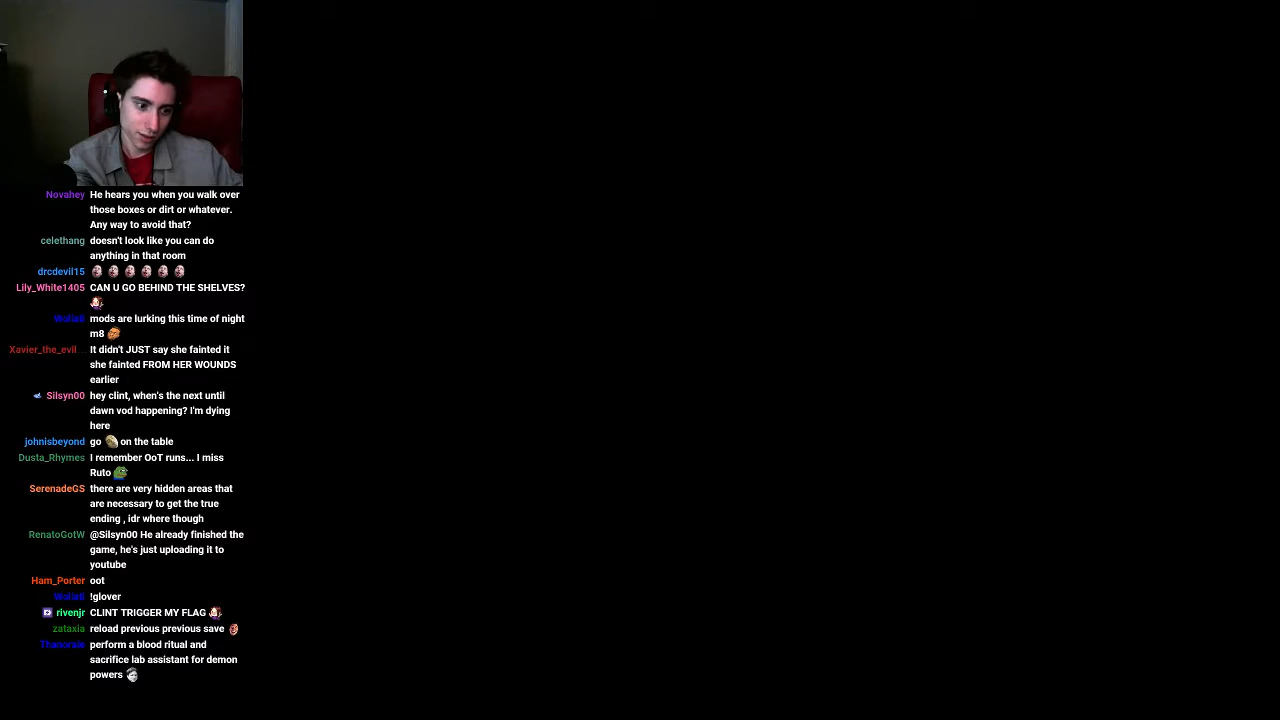 Novahey He hears you when you walk over
those boxes or dirt or whatever.
Any way to avoid that?
celethang doesn't look like you can do
anything in that room
drcdevil15
Lily_White1405 CAN U GO BEHIND THE SHELVES?
mods are lurking this time of night
m8
Xavier_the_evil... It didn't JUST say she fainted it
she fainted FROM HER WOUNDS
earlier
Silsyn00 hey clint, when's the next until
dawn vod happening? I'm dying
here
johnisbeyond go on the table
Dusta_Rhymes I remember OoT runs... I miss
Ruto
SerenadeGS there are very hidden areas that
are necessary to get the true
ending , idr where though
RenatoGotW @Silsyn00 He already finished the
game, he's just uploading it to
youtube
Ham_Porter oot
!glover
rivenjr CLINT TRIGGER MY FLAG
zataxia reload previous previous save
perform a blood ritual and
sacrifice lab assistant for demon
powers